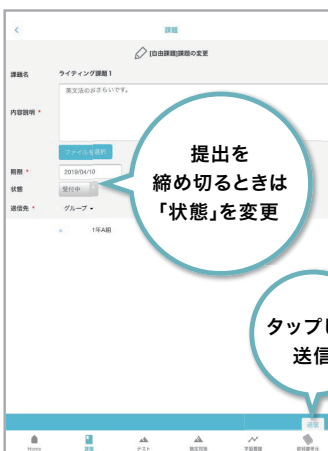 課題
[自由課題]課題の変更
課題名 ライティング課題1
英文法のおさらいです。
内容説明 *
ファイルを選択
期限 * 2019/04/10
状態 受付中
送信先 * グループ
1年A組
提出を
締め切るときは
「状態」を変更
タップし
送信
送信
Home 課題 テスト 検定対策 学習履歴